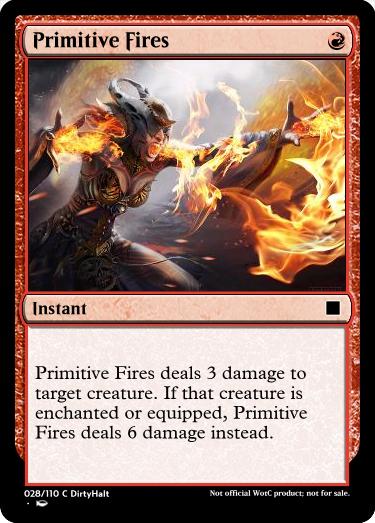 Primitive Fires
Instant
Primitive Fires deals 3 damage to
target creature. If that creature is
enchanted or equipped, Primitive
Fires deals 6 damage instead.
028/110 C DirtyHalt
Not official WotC product; not for sale.